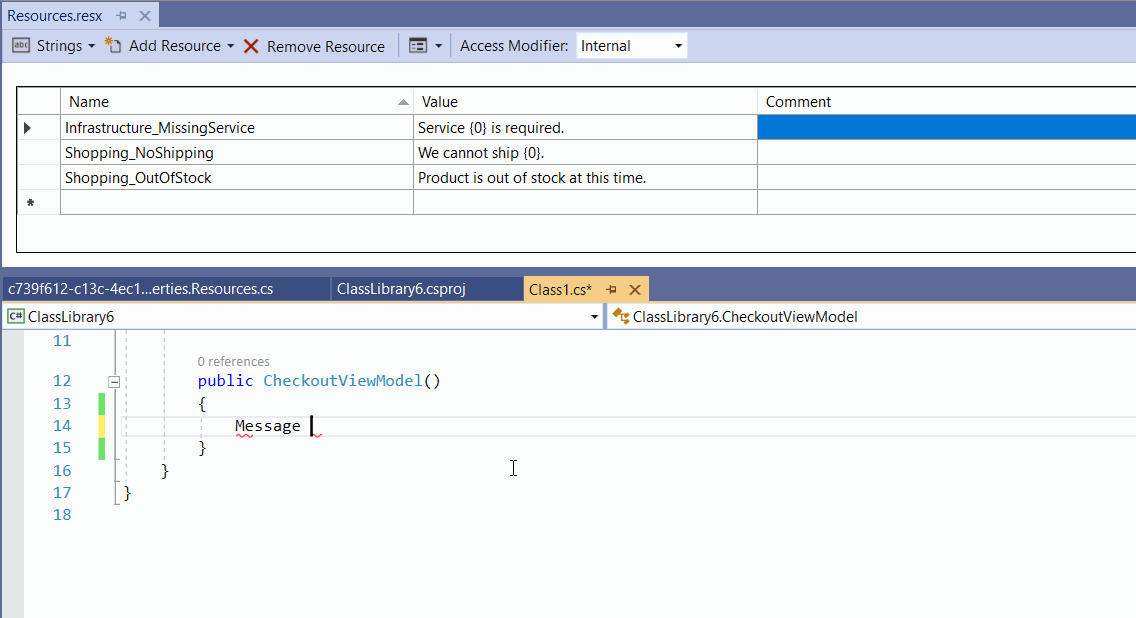 Resources.resx
Strings Add Resource Remove Resource Access Modifier: Internal
Name Value Comment
Infrastructure_MissingService Service {0} is required.
Shopping_NoShipping We cannot ship {0}.
Shopping_OutOfStock Product is out of stock at this time.
*
c739f612-c13c-4ec1...erties.Resources.cs ClassLibrary6.csproj Class1.cs*
C# ClassLibrary6 ClassLibrary6.CheckoutViewModel
11
0 references
12 public CheckoutViewModel()
13 {
14 Message
15 }
16 }
17 }
18